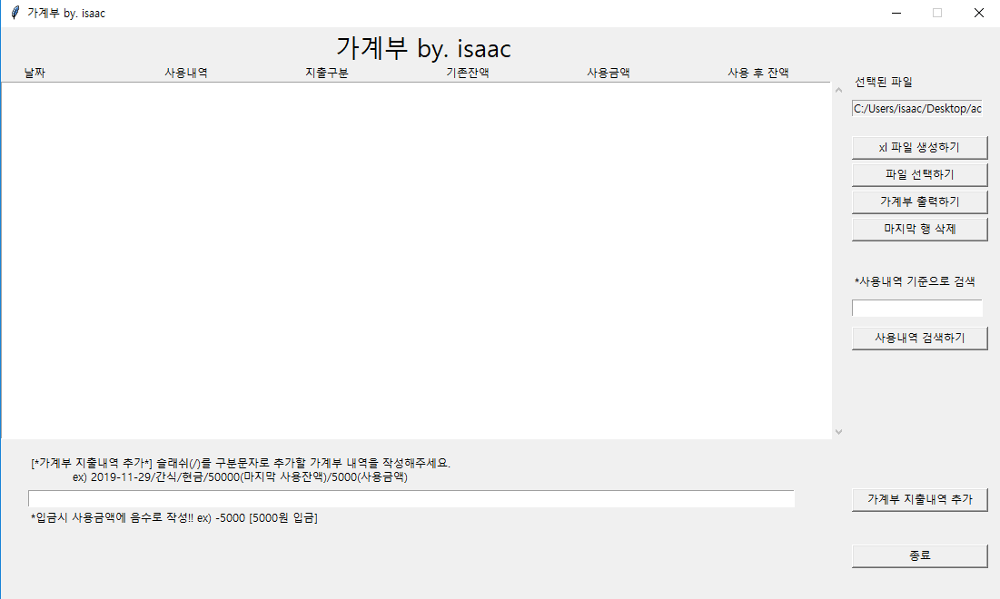 가계부 by. isaac
가계부 by. isaac
날짜 사용내역 지출구분 기존잔액 사용금액 사용 후 잔액
선택된 파일
C:/Users/isaac/Desktop/ac
xl 파일 생성하기
파일 선택하기
가계부 출력하기
마지막 행 삭제
*사용내역 기준으로 검색
사용내역 검색하기
[*가계부 지출내역 추가*] 슬래쉬(/)를 구분문자로 추가할 가계부 내역을 작성해주세요.
ex) 2019-11-29/간식/현금/50000(마지막 사용잔액)/5000(사용금액)
가계부 지출내역 추가
*입금시 사용금액에 음수로 작성!! ex) -5000 [5000원 입금]
종료